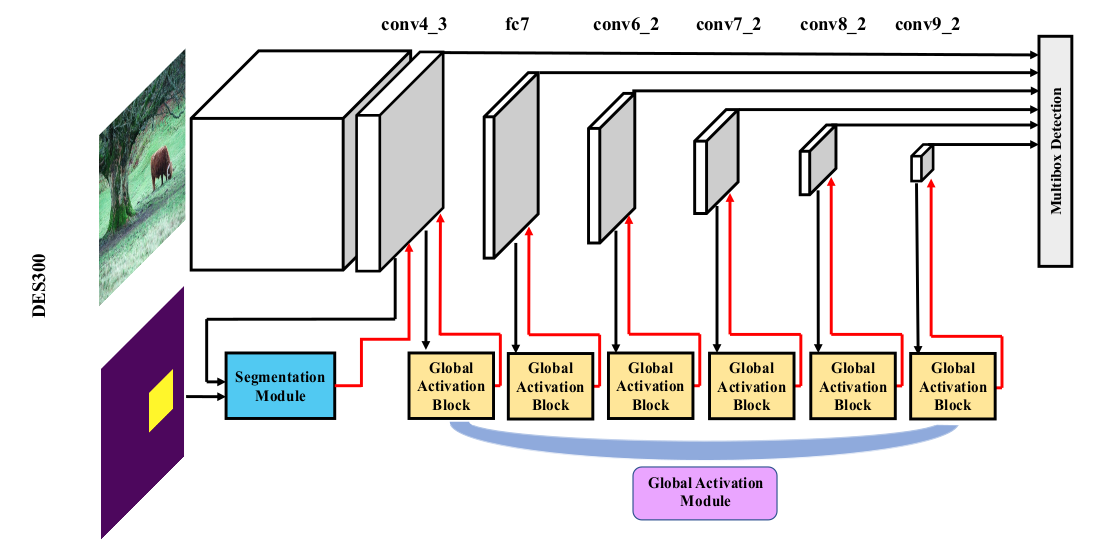 conv4_3
fc7
conv6_2
conv7_2
conv8_2
conv9_2
DES300
Multibox Detection
Segmentation
Module
Global
Activation
Block
Global
Activation
Block
Global
Activation
Block
Global
Activation
Block
Global
Activation
Block
Global
Activation
Block
Global Activation
Module